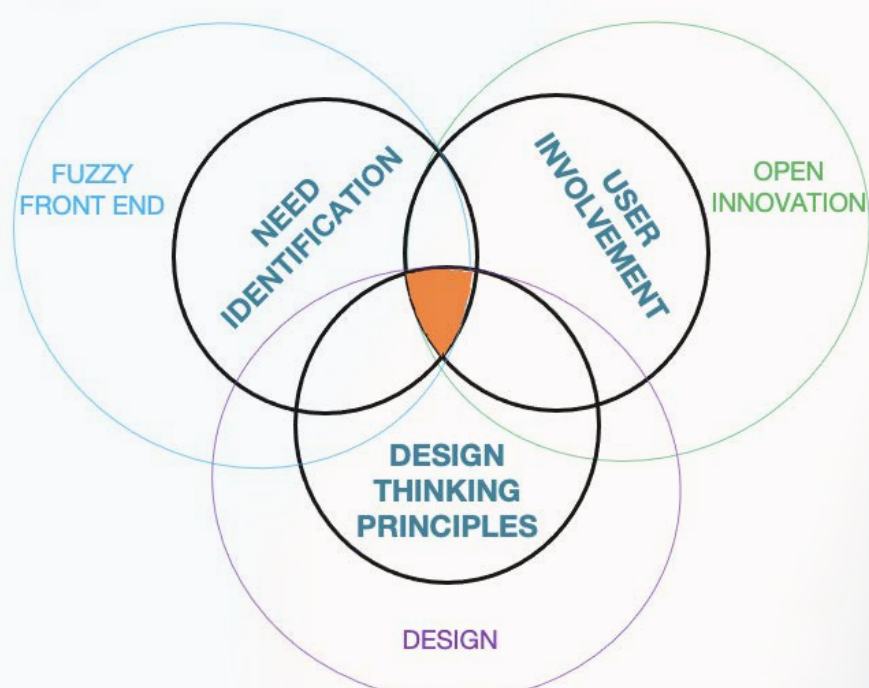 FUZZY
FRONT END
NEED
IDENTIFICATION
USER
INVOLVEMENT
OPEN
INNOVATION
DESIGN
THINKING
PRINCIPLES
DESIGN